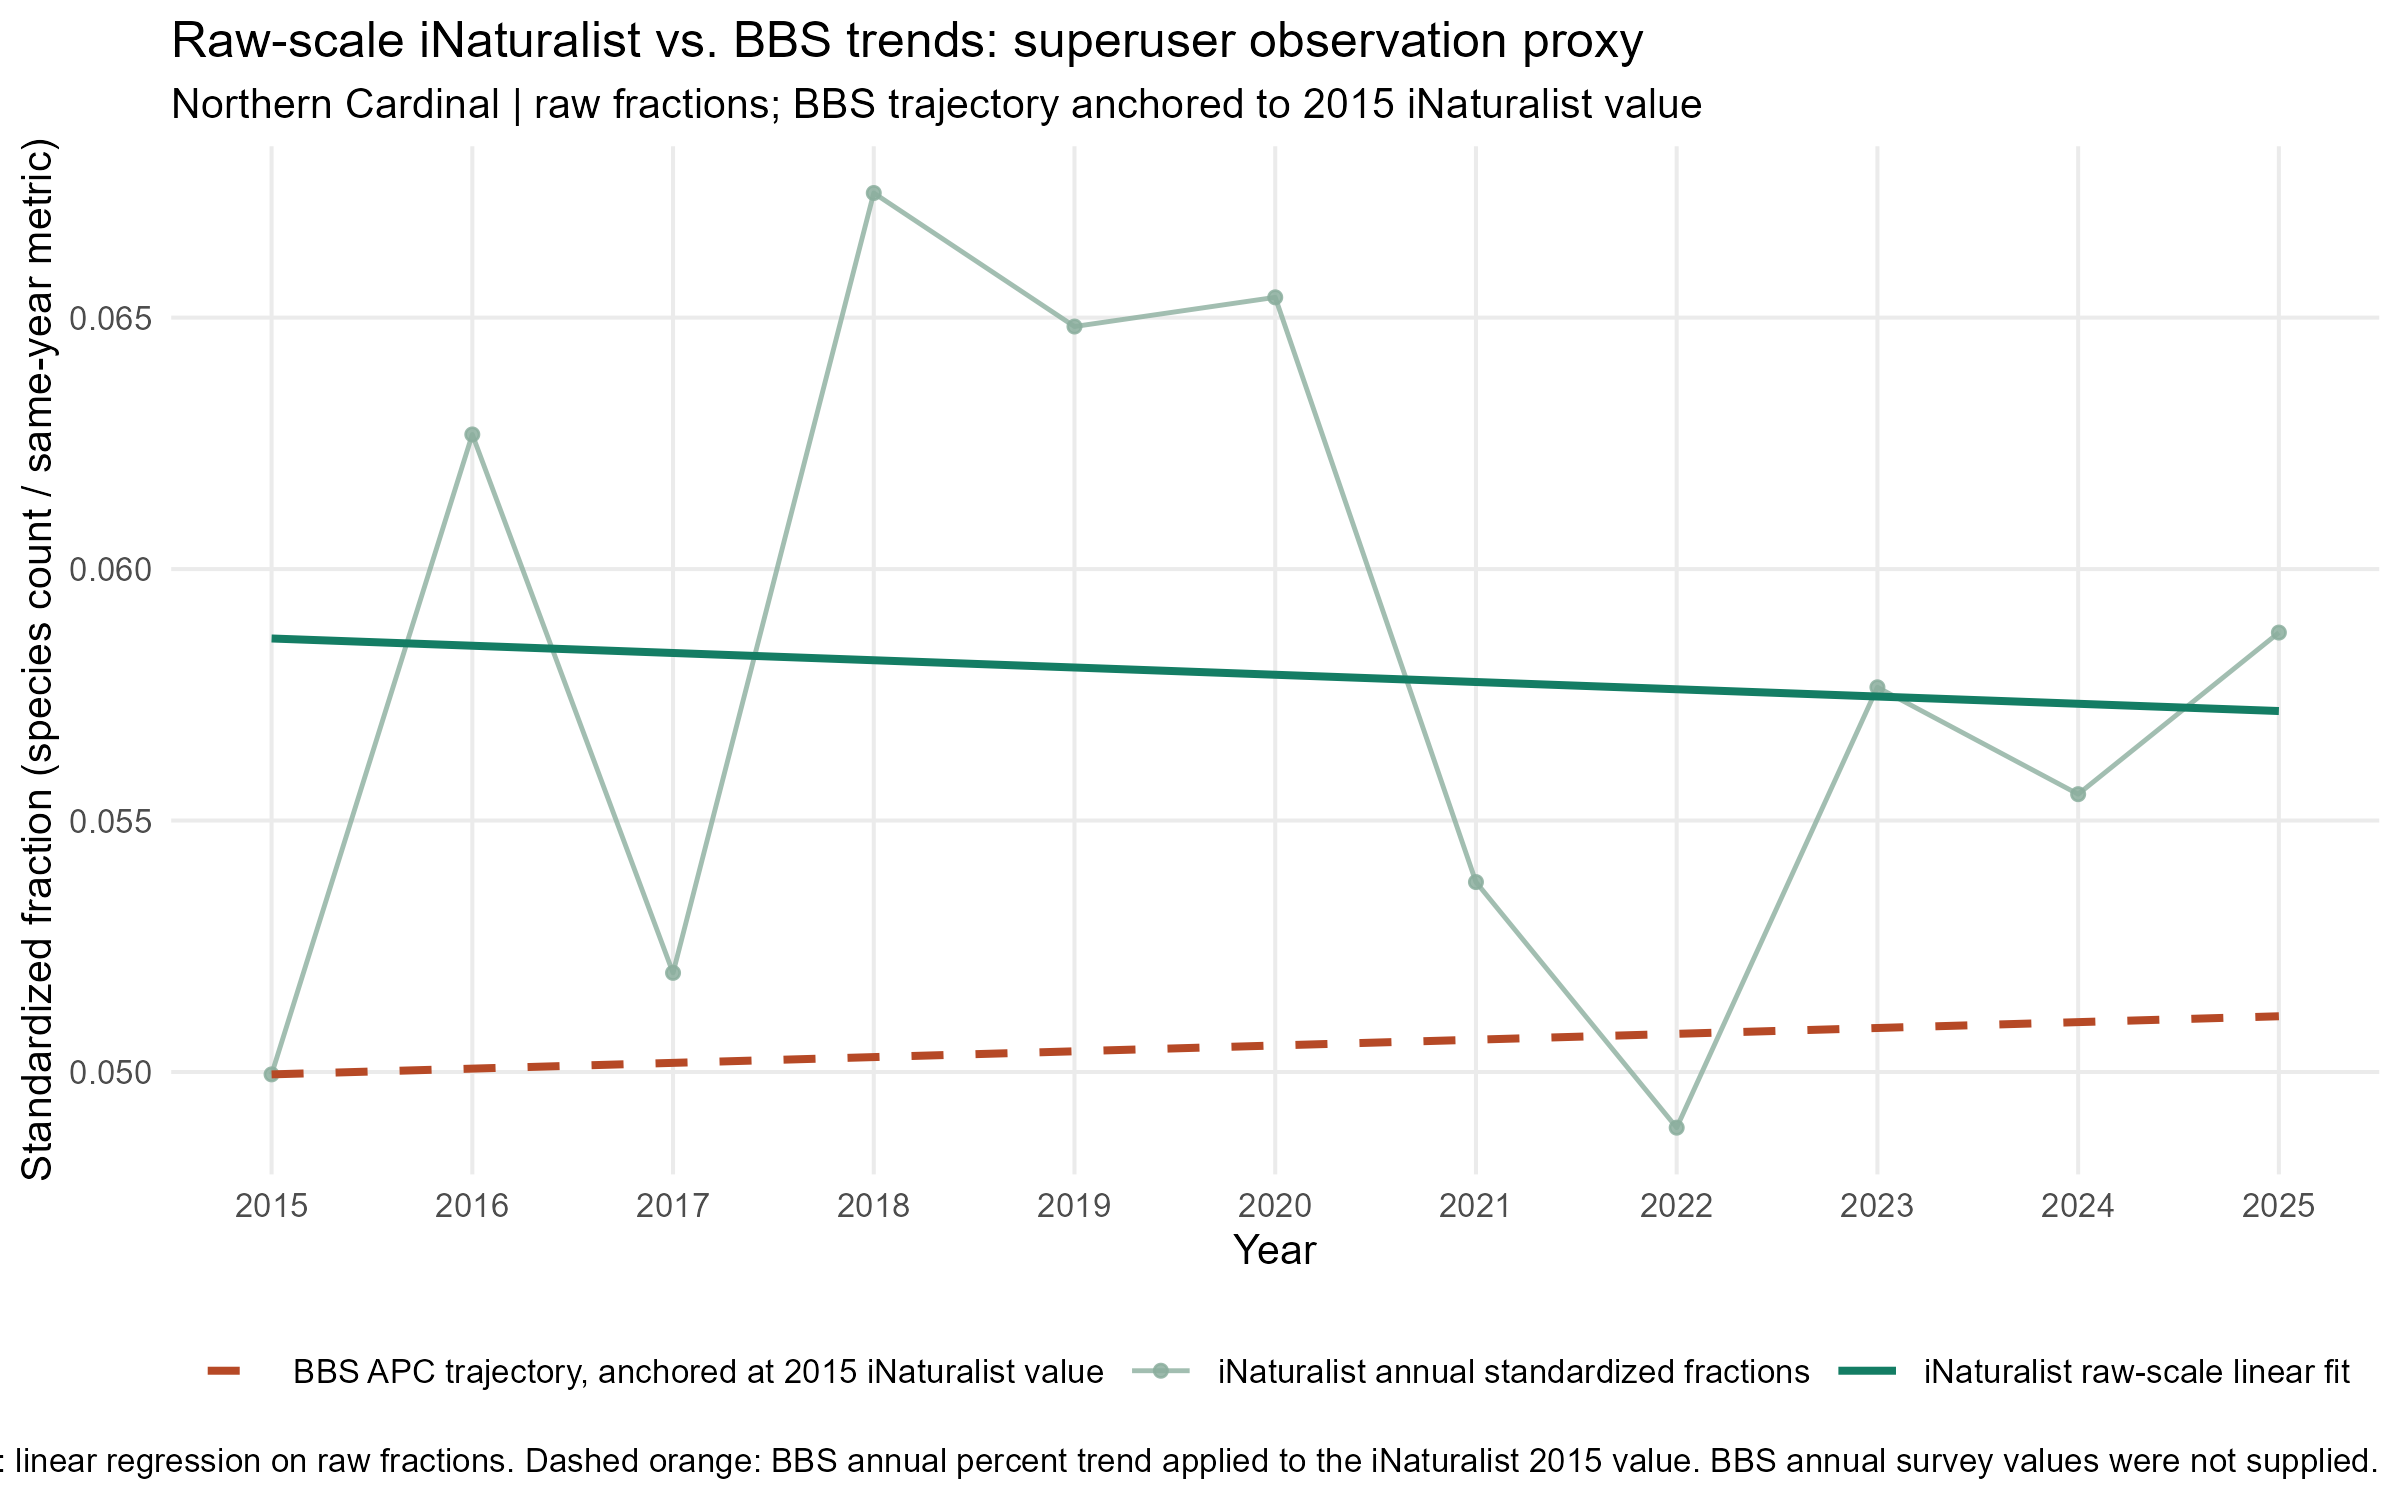 Raw-scale iNaturalist vs. BBS trends: superuser observation proxy
Northern Cardinal | raw fractions; BBS trajectory anchored to 2015 iNaturalist value
Standardized fraction (species count / same-year metric)
0.065
0.060
0.055
0.050
2015 2016 2017 2018 2019 2020 2021 2022 2023 2024 2025
Year
BBS APC trajectory, anchored at 2015 iNaturalist value iNaturalist annual standardized fractions iNaturalist raw-scale linear fit
: linear regression on raw fractions. Dashed orange: BBS annual percent trend applied to the iNaturalist 2015 value. BBS annual survey values were not supplied.